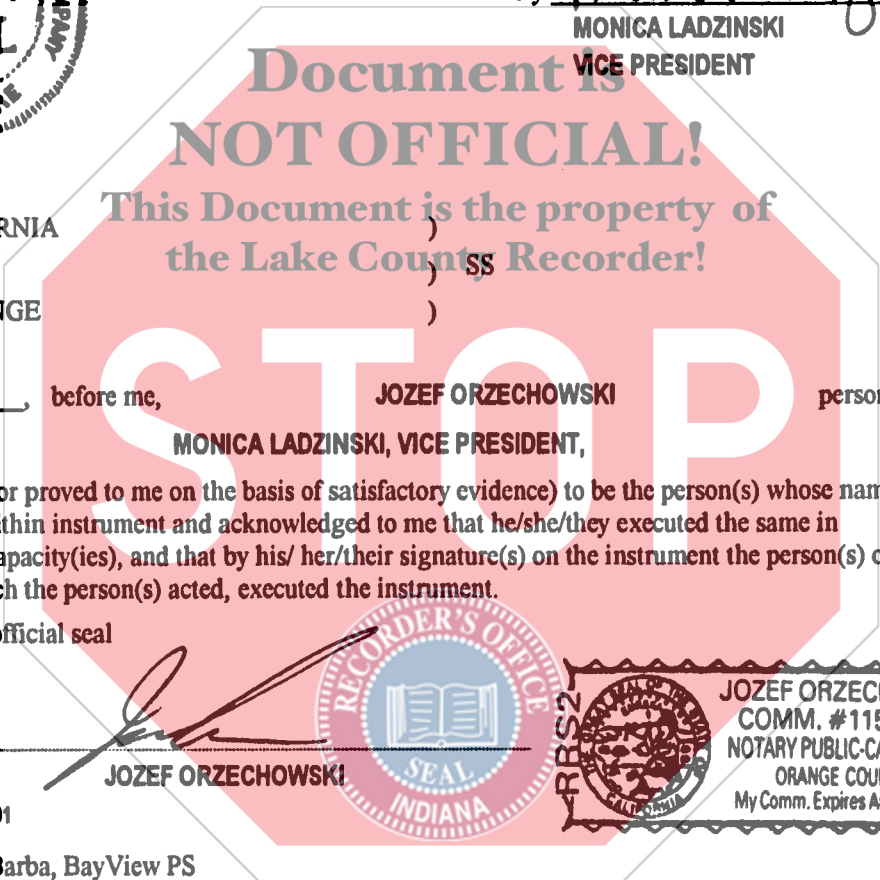 MONICA LADZINSKI
VICE PRESIDENT
Document is
NOT OFFICIAL!
This Document is the property of
the Lake County Recorder!
RNIA )
) SS
NGE )
STOP
, before me, JOZEF ORZECHOWSKI person
MONICA LADZINSKI, VICE PRESIDENT,
or proved to me on the basis of satisfactory evidence) to be the person(s) whose nam
ithin instrument and acknowledged to me that he/she/they executed the same in
apacity(ies), and that by his/ her/their signature(s) on the instrument the person(s) o
ch the person(s) acted, executed the instrument.
official seal
RECORDER'S OFFICE
SEAL
INDIANA
JOZEF ORZECHOWSKI
RBS2
CALIFORNIA
JOZEF ORZECH
COMM. #115
NOTARY PUBLIC-CA
ORANGE COU
My Comm. Expires A
Barba, BayView PS